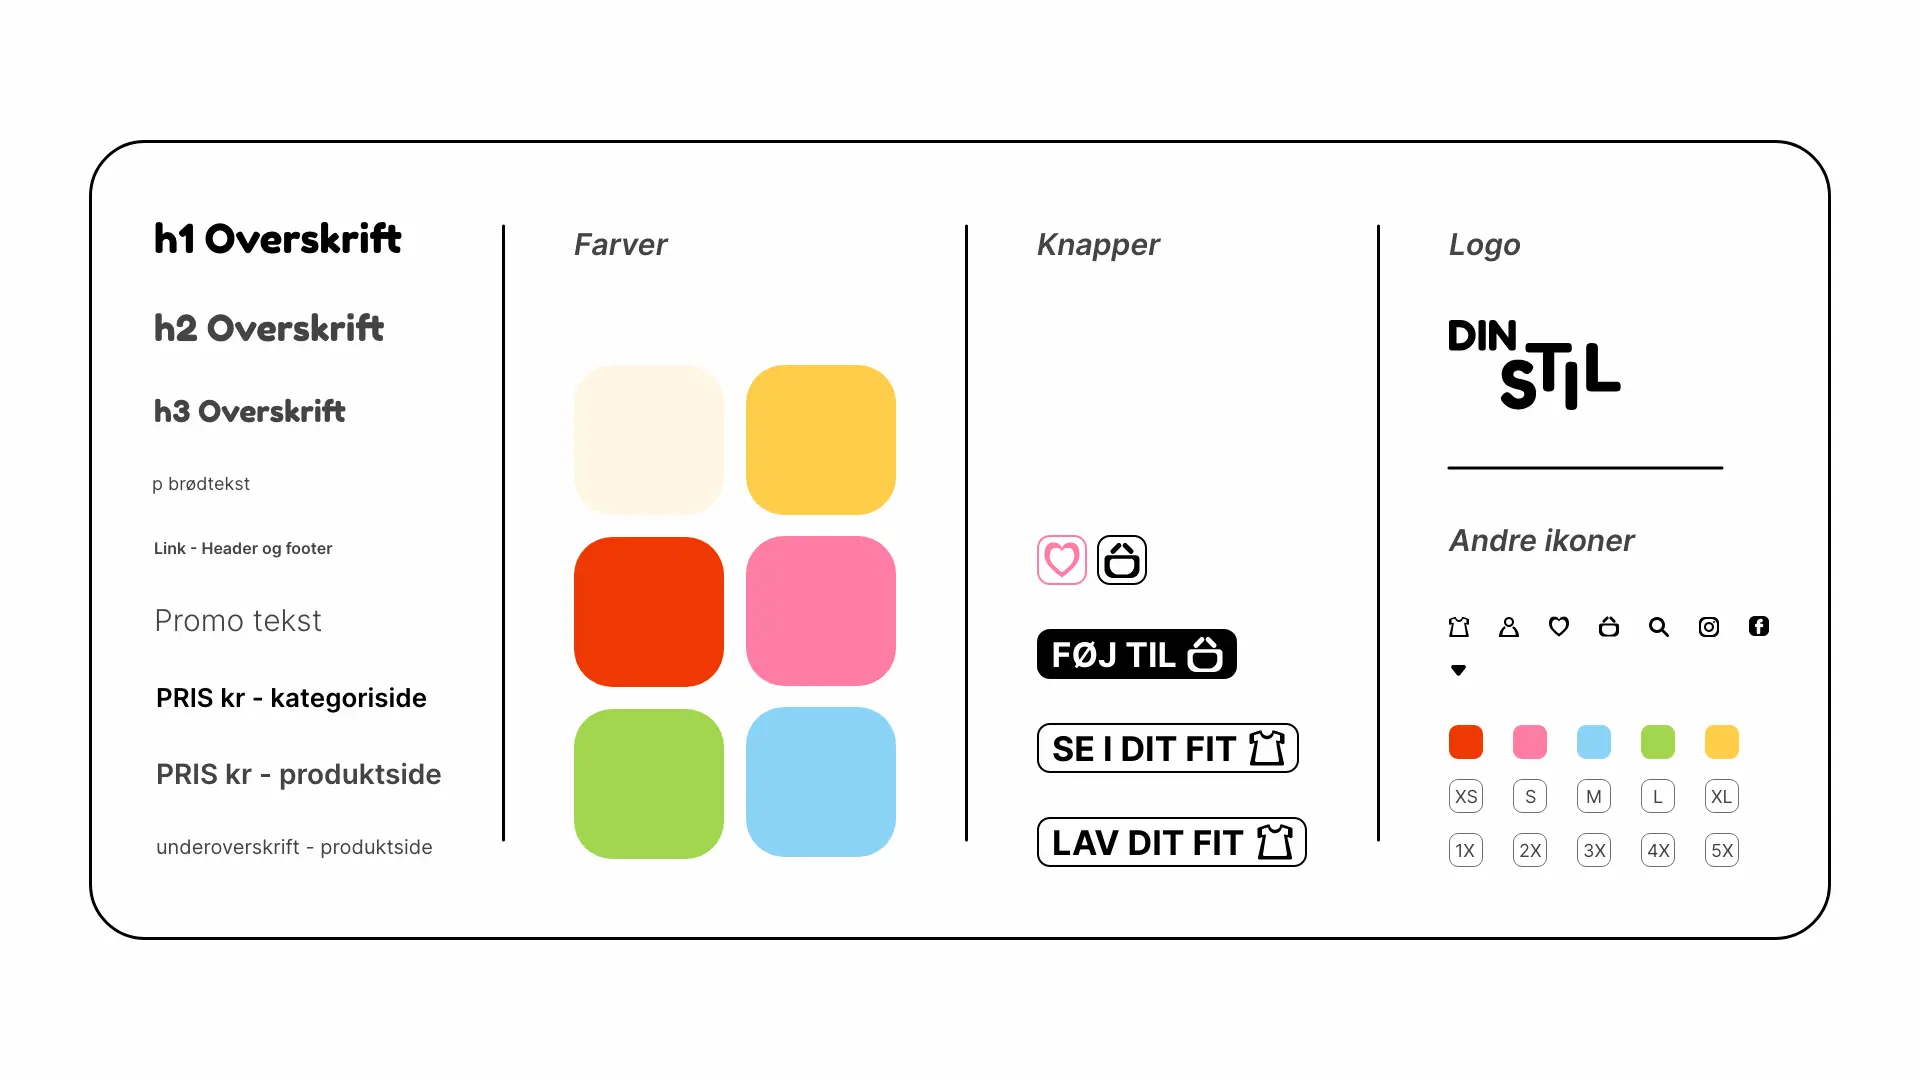 h1 Overskrift
h2 Overskrift
h3 Overskrift
p brødtekst
Link - Header og footer
Promo tekst
PRIS kr - kategoriside
PRIS kr - produktside
underoverskrift - produktside
Farver
Knapper
FØJ TIL
SE I DIT FIT
LAV DIT FIT
Logo
DIN
STIL
Andre ikoner
XS S M L XL
1X 2X 3X 4X 5X